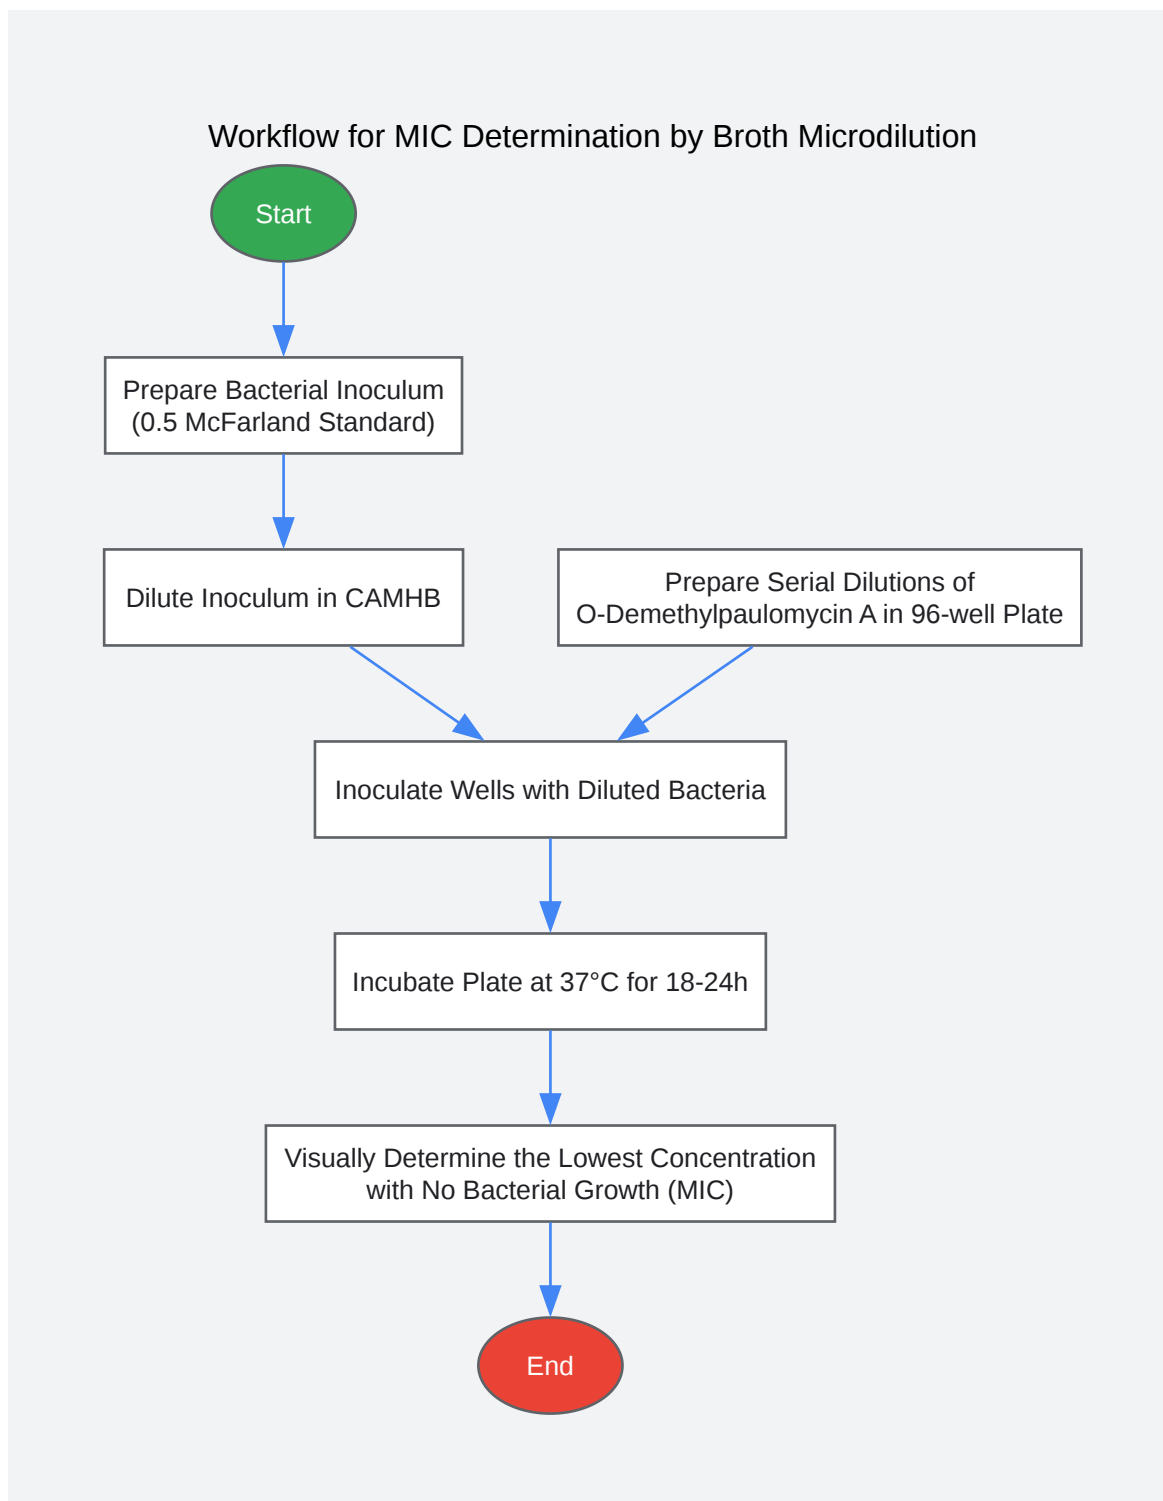 Workflow for MIC Determination by Broth Microdilution
Start
Prepare Bacterial Inoculum
(0.5 McFarland Standard)
Dilute Inoculum in CAMHB
Prepare Serial Dilutions of
O-Demethylpaulomycin A in 96-well Plate
Inoculate Wells with Diluted Bacteria
Incubate Plate at 37°C for 18-24h
Visually Determine the Lowest Concentration
with No Bacterial Growth (MIC)
End